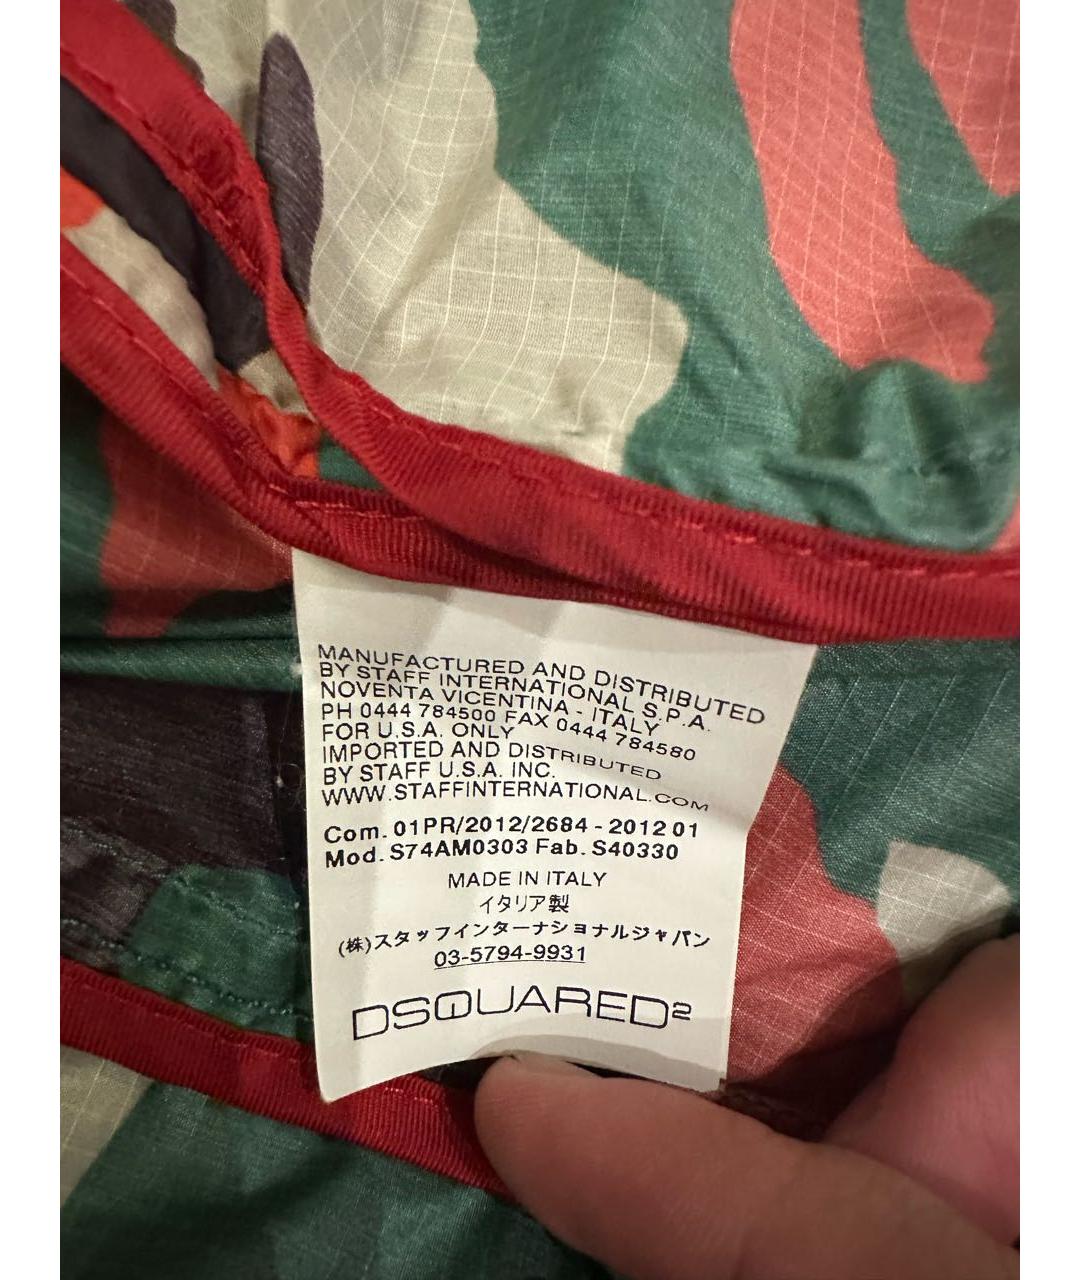 MANUFACTURED AND DISTRIBUTED
BY STAFF INTERNATIONAL S.P.A.
NOVENTA VICENTINA - ITALY
PH 0444 784500 FAX 0444 784580
FOR U.S.A. ONLY
IMPORTED AND DISTRIBUTED
BY STAFF U.S.A. INC.
WWW.STAFFINTERNATIONAL.COM
Com. 01PR/2012/2684 - 2012 01
Mod. S74AM0303 Fab. S40330
MADE IN ITALY
イタリア製
(株)スタッフインターナショナルジャパン
03-5794-9931
DSQUARED2